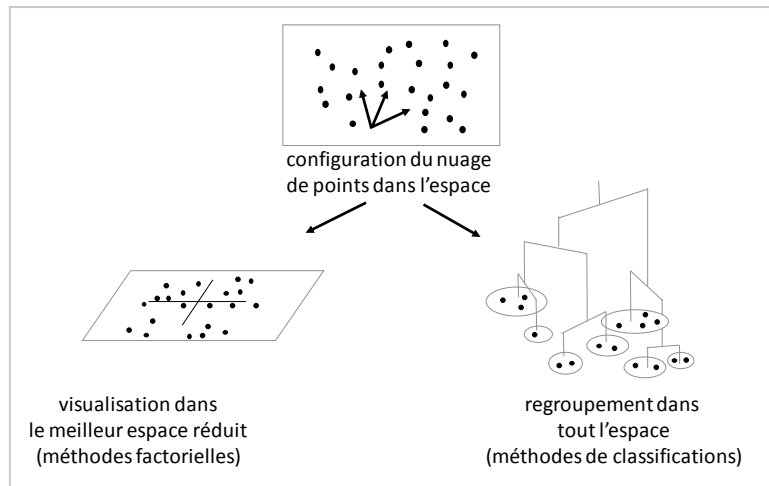 configuration du nuage
de points dans l'espace
visualisation dans
le meilleur espace réduit
(méthodes factorielles)
regroupement dans
tout l'espace
(méthodes de classifications)